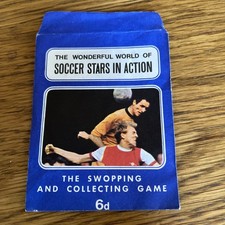 THE WONDERFUL WORLD OF
SOCCER STARS IN ACTION
THE SWOPPING
AND COLLECTING GAME
6d